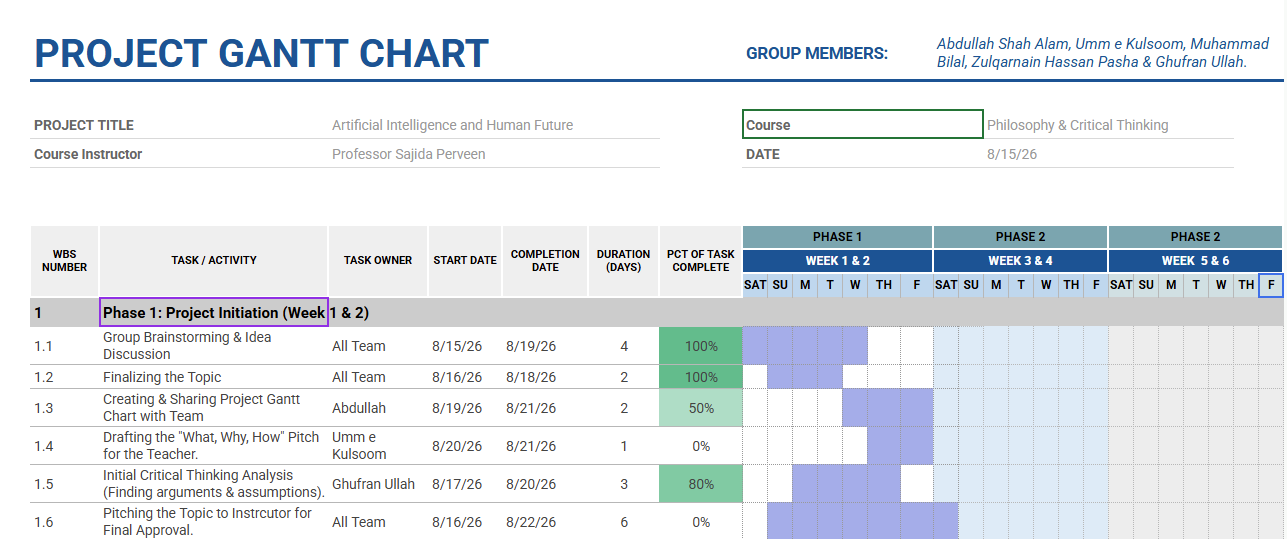 PROJECT GANTT CHART
GROUP MEMBERS:
Abdullah Shah Alam, Umm e Kulsoom, Muhammad
Bilal, Zulqarnain Hassan Pasha & Ghufran Ullah.
PROJECT TITLE Artificial Intelligence and Human Future Course Philosophy & Critical Thinking
Course Instructor Professor Sajida Perveen DATE 8/15/26
WBS NUMBER TASK / ACTIVITY TASK OWNER START DATE COMPLETION DATE DURATION (DAYS) PCT OF TASK COMPLETE
PHASE 1 PHASE 2 PHASE 2
WEEK 1 & 2 WEEK 3 & 4 WEEK 5 & 6
SAT SU M T W TH F SAT SU M T W TH F SAT SU M T W TH F
1 Phase 1: Project Initiation (Week 1 & 2)
1.1 Group Brainstorming & Idea Discussion All Team 8/15/26 8/19/26 4 100%
1.2 Finalizing the Topic All Team 8/16/26 8/18/26 2 100%
1.3 Creating & Sharing Project Gantt Chart with Team Abdullah 8/19/26 8/21/26 2 50%
1.4 Drafting the "What, Why, How" Pitch for the Teacher. Umm e Kulsoom 8/20/26 8/21/26 1 0%
1.5 Initial Critical Thinking Analysis (Finding arguments & assumptions). Ghufran Ullah 8/17/26 8/20/26 3 80%
1.6 Pitching the Topic to Instrcutor for Final Approval. All Team 8/16/26 8/22/26 6 0%